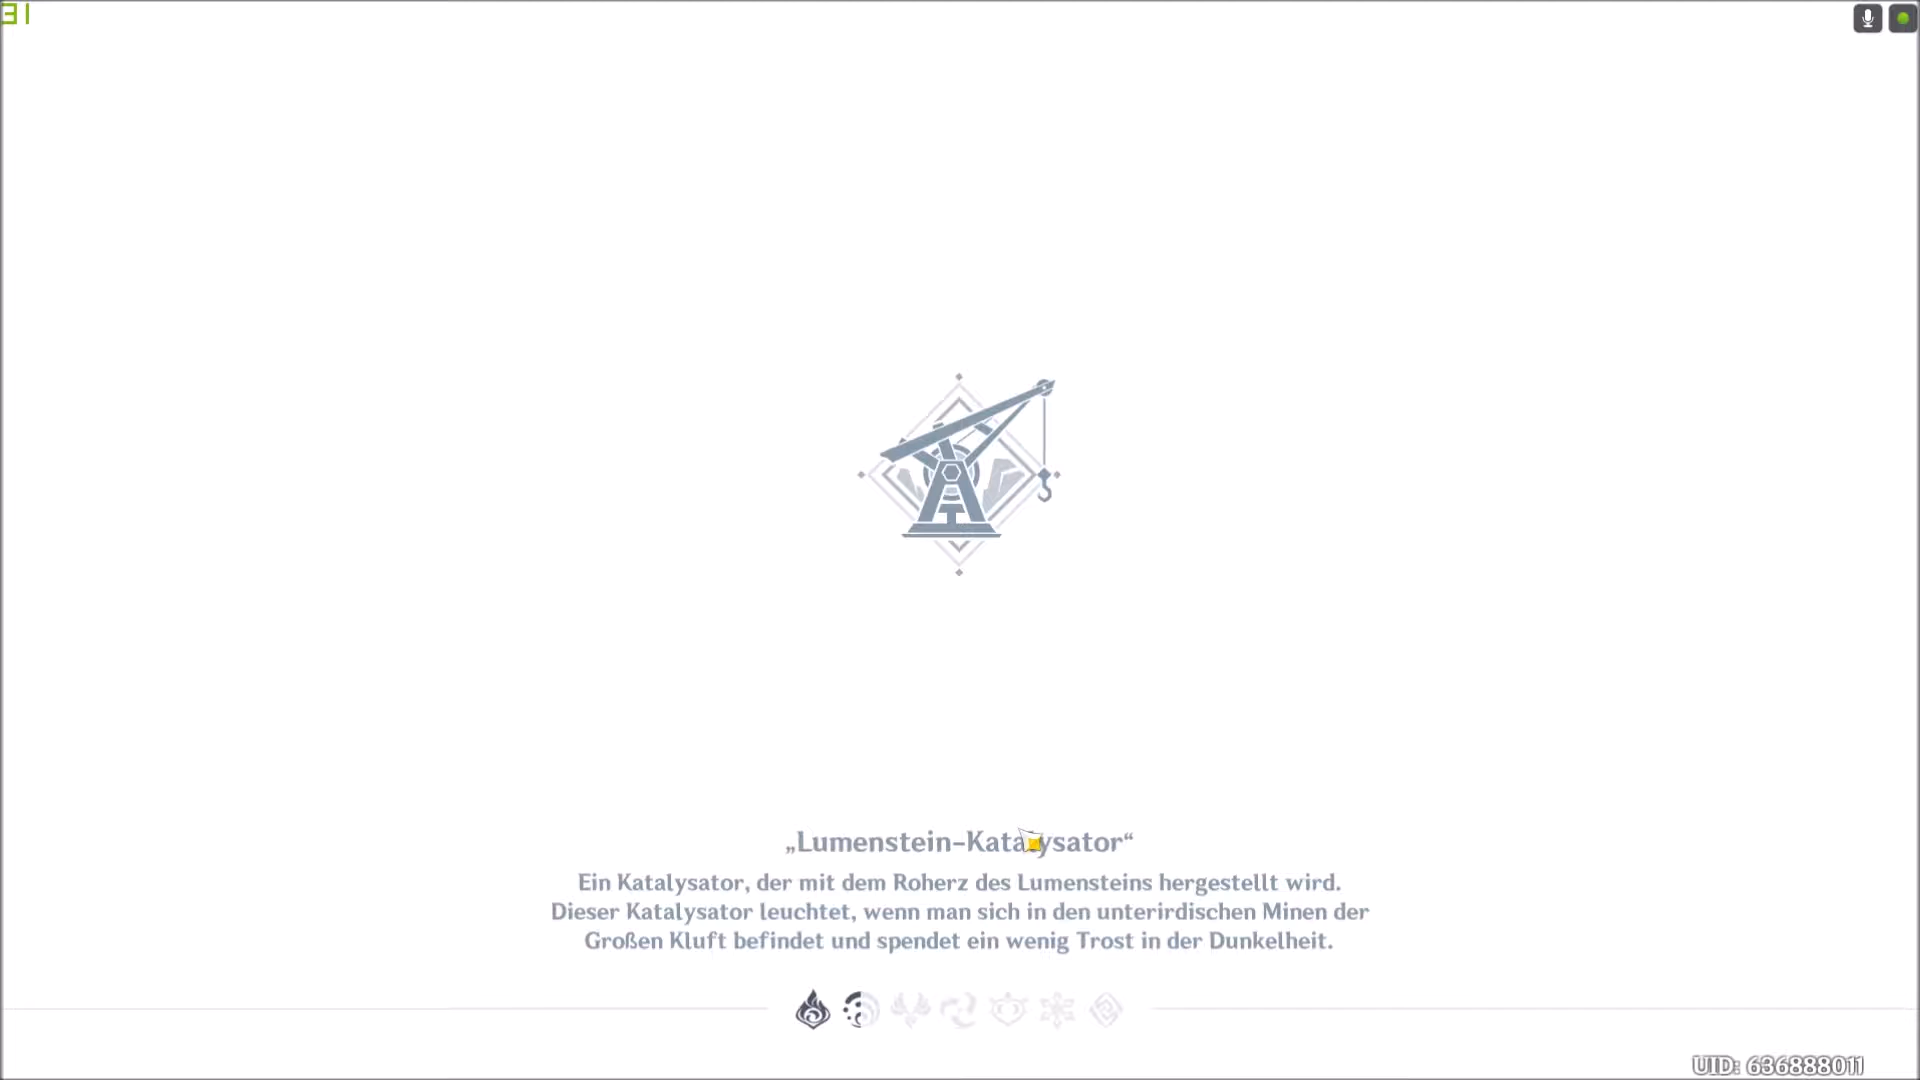 31
„Lumenstein-Katalysator“
Ein Katalysator, der mit dem Roherz des Lumensteins hergestellt wird.
Dieser Katalysator leuchtet, wenn man sich in den unterirdischen Minen der
Großen Kluft befindet und spendet ein wenig Trost in der Dunkelheit.
UID: 636888011